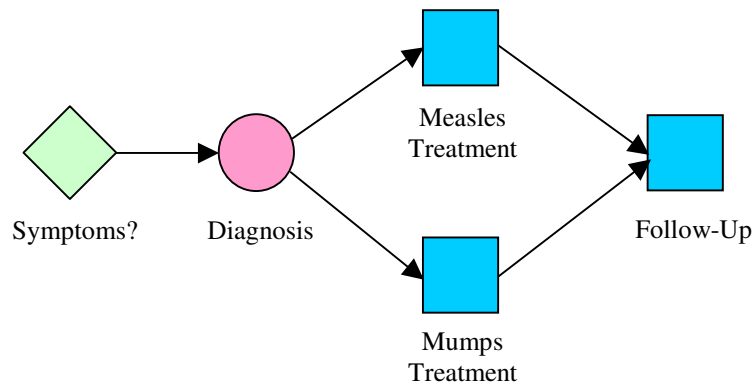 Measles
Treatment
Symptoms?
Diagnosis
Follow-Up
Mumps
Treatment